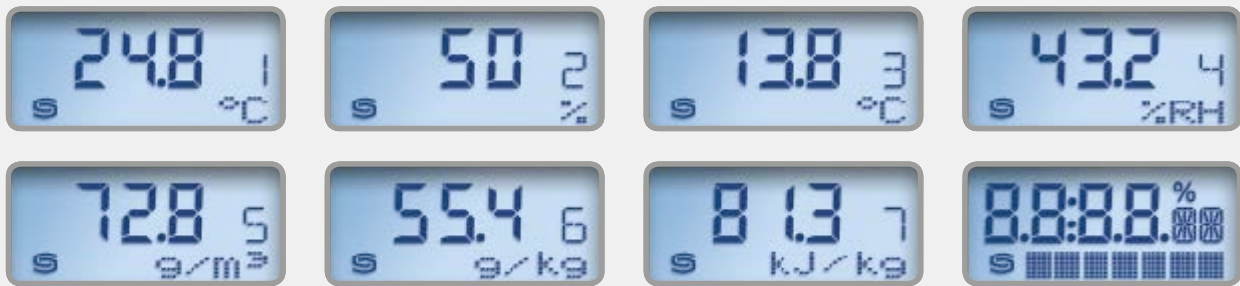 24.8 1
S °C
50 2
S %
13.8 3
S °C
43.2 4
S %RH
72.8 5
S g/m³
55.4 6
S g/kg
81.3 7
S kJ/kg
8.8:8.8. %
S